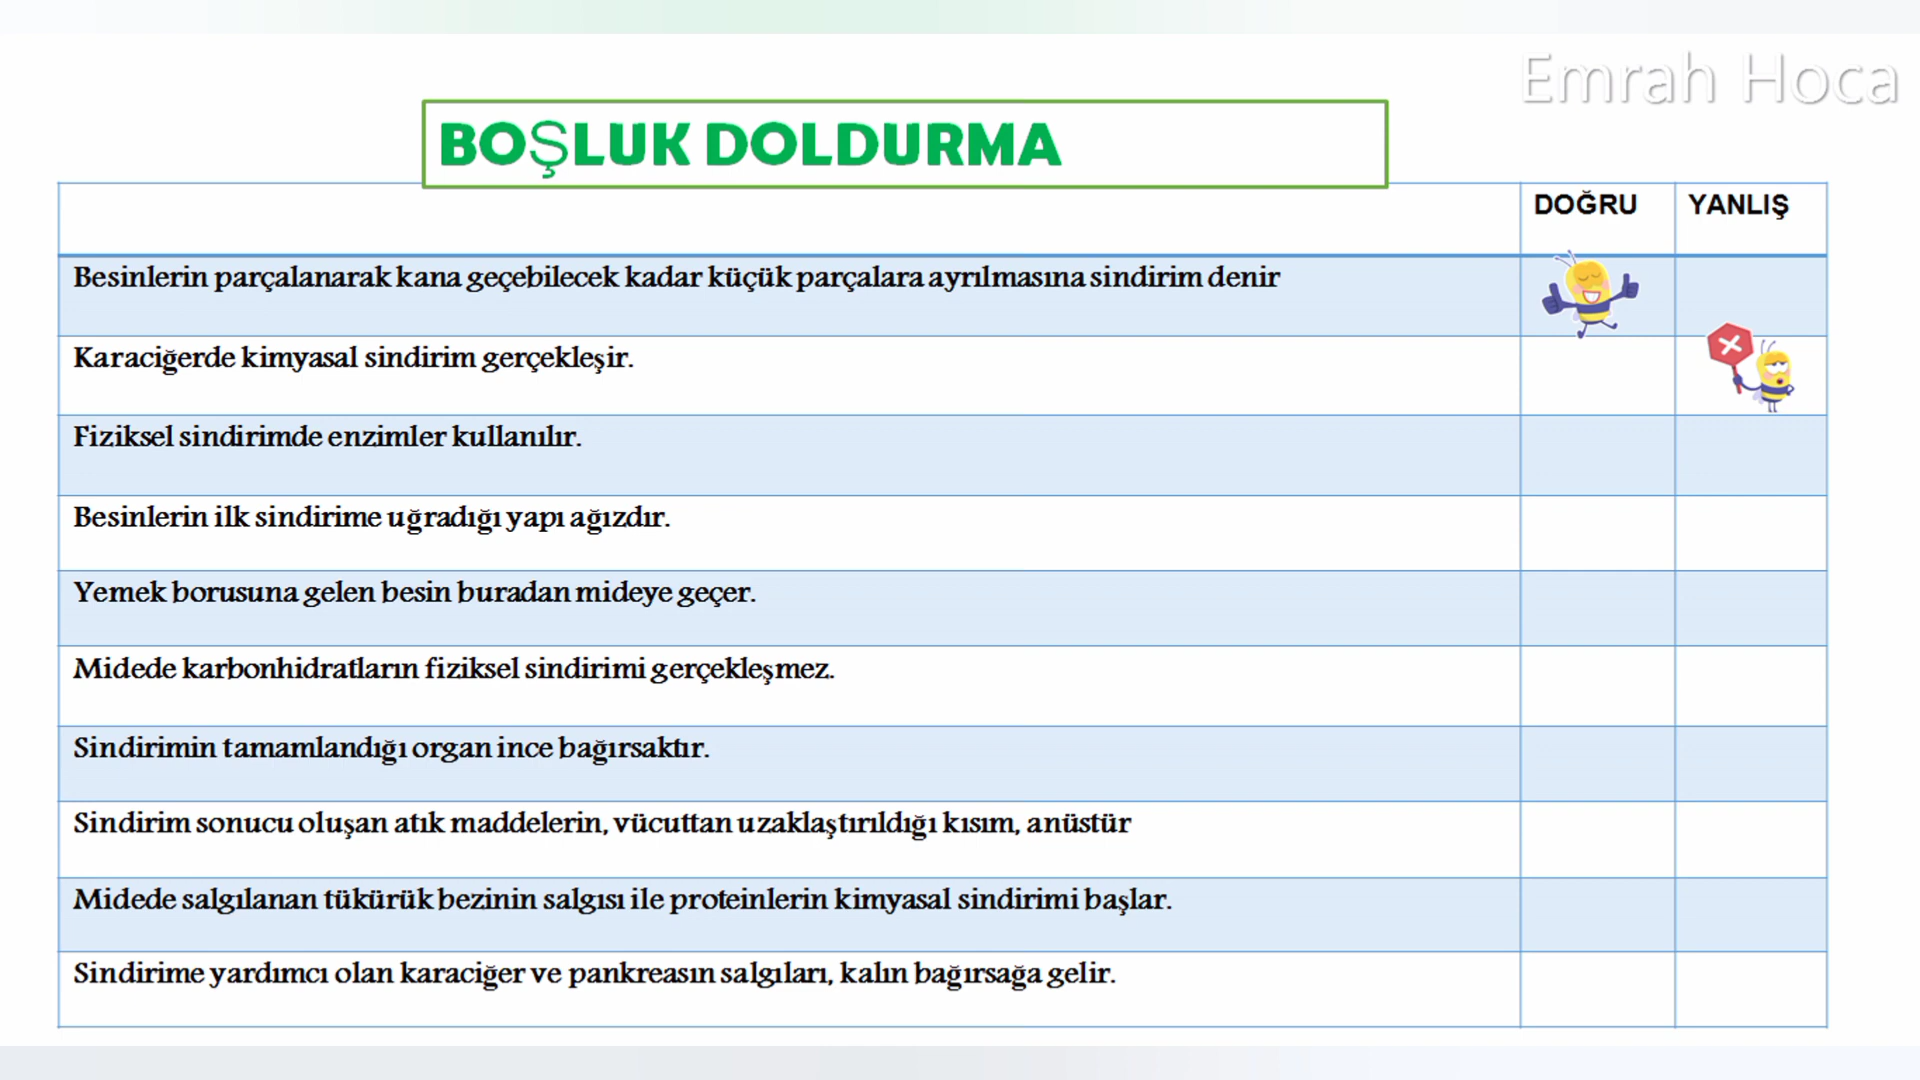 Emrah Hoca
BOŞLUK DOLDURMA
DOĞRU
YANLIŞ
Besinlerin parçalanarak kana geçebilecek kadar küçük parçalara ayrılmasına sindirim denir
Karaciğerde kimyasal sindirim gerçekleşir.
Fiziksel sindirimde enzimler kullanılır.
Besinlerin ilk sindirime uğradığı yapı ağızdır.
Yemek borusuna gelen besin buradan mideye geçer.
Midede karbonhidratların fiziksel sindirimi gerçekleşmez.
Sindirimin tamamlandığı organ ince bağırsaktır.
Sindirim sonucu oluşan atık maddelerin, vücuttan uzaklaştırıldığı kısım, anüstür
Midede salgılanan tükürük bezinin salgısı ile proteinlerin kimyasal sindirimi başlar.
Sindirime yardımcı olan karaciğer ve pankreasın salgıları, kalın bağırsağa gelir.